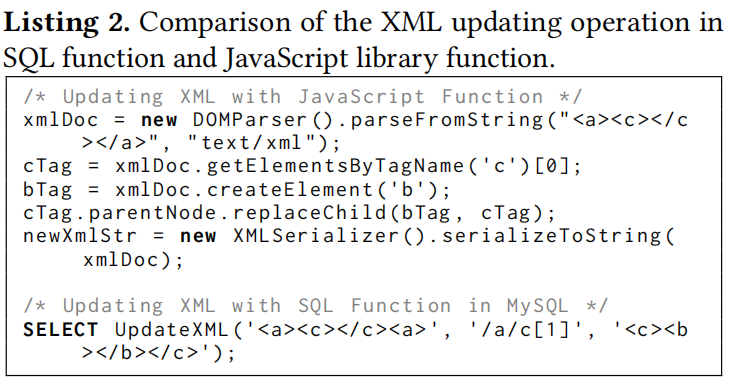 Listing 2. Comparison of the XML updating operation in
SQL function and JavaScript library function.
/* Updating XML with JavaScript Function */
xmlDoc = new DOMParser().parseFromString("<a><c></c
></a>", "text/xml");
cTag = xmlDoc.getElementsByTagName('c')[0];
bTag = xmlDoc.createElement('b');
cTag.parentNode.replaceChild(bTag, cTag);
newXmlStr = new XMLSerializer().serializeToString(
xmlDoc);
/* Updating XML with SQL Function in MySQL */
SELECT UpdateXML('<a><c></c><a>', '/a/c[1]', '<c><b
></b></c>');